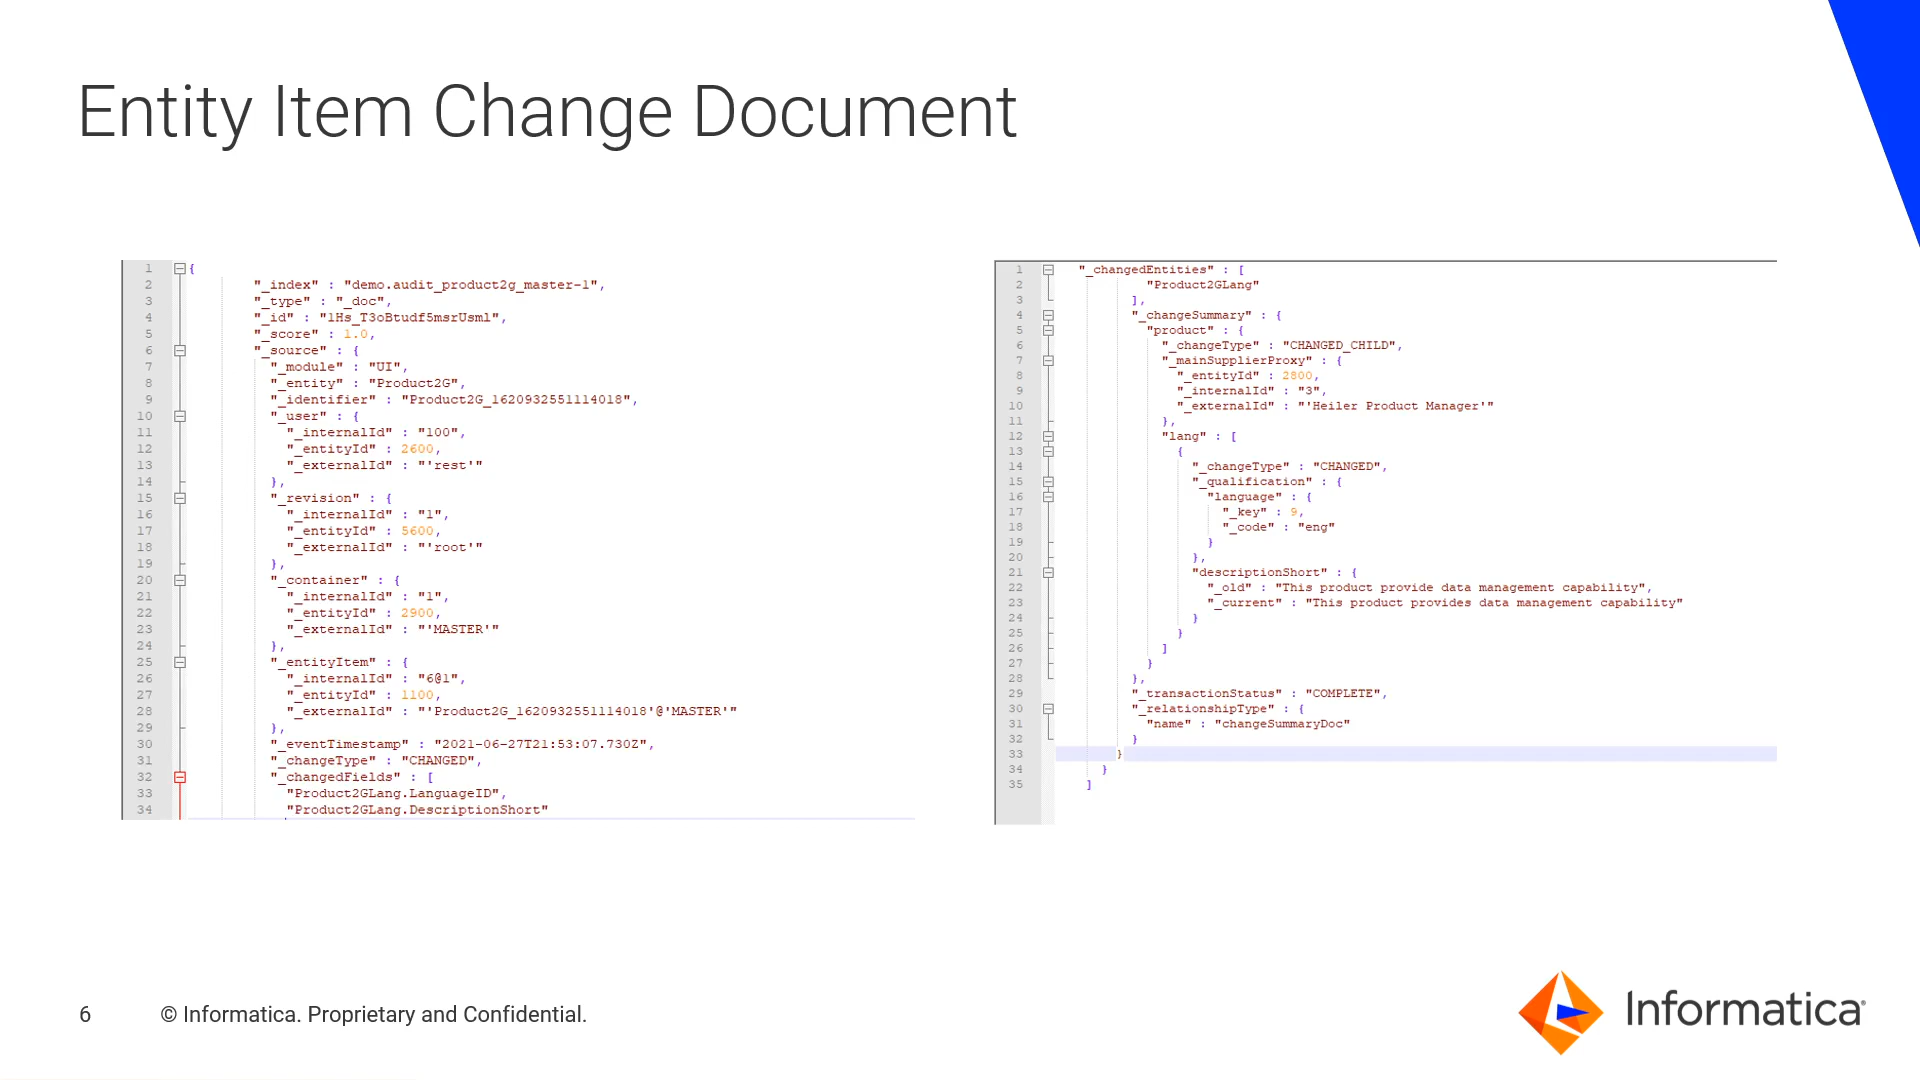 Entity Item Change Document
1 {
2 "_index" : "demo.audit_product2g_master-1",
3 "_type" : "_doc",
4 "_id" : "1Hs_T3oBtudf5msrUsml",
5 "_score" : 1.0,
6 "_source" : {
7 "_module" : "UI",
8 "_entity" : "Product2G",
9 "_identifier" : "Product2G_1620932551114018",
10 "_user" : {
11 "_internalId" : "100",
12 "_entityId" : 2600,
13 "_externalId" : "'rest'"
14 },
15 "_revision" : {
16 "_internalId" : "1",
17 "_entityId" : 5600,
18 "_externalId" : "'root'"
19 },
20 "_container" : {
21 "_internalId" : "1",
22 "_entityId" : 2900,
23 "_externalId" : "'MASTER'"
24 },
25 "_entityItem" : {
26 "_internalId" : "6@1",
27 "_entityId" : 1100,
28 "_externalId" : "'Product2G_1620932551114018'@'MASTER'"
29 },
30 "_eventTimestamp" : "2021-06-27T21:53:07.730Z",
31 "_changeType" : "CHANGED",
32 "_changedFields" : [
33 "Product2GLang.LanguageID",
34 "Product2GLang.DescriptionShort"
1 "_changedEntities" : [
2 "Product2GLang"
3 ],
4 "_changeSummary" : {
5 "product" : {
6 "_changeType" : "CHANGED_CHILD",
7 "_mainSupplierProxy" : {
8 "_entityId" : 2800,
9 "_internalId" : "3",
10 "_externalId" : "'Heiler Product Manager'"
11 },
12 "lang" : [
13 {
14 "_changeType" : "CHANGED",
15 "_qualification" : {
16 "language" : {
17 "_key" : 9,
18 "_code" : "eng"
19 }
20 },
21 "descriptionShort" : {
22 "_old" : "This product provide data management capability",
23 "_current" : "This product provides data management capability"
24 }
25 }
26 ]
27 }
28 },
29 "_transactionStatus" : "COMPLETE",
30 "_relationshipType" : {
31 "name" : "changeSummaryDoc"
32 }
33 }
34 }
35 ]
6 © Informatica. Proprietary and Confidential.
Informatica®